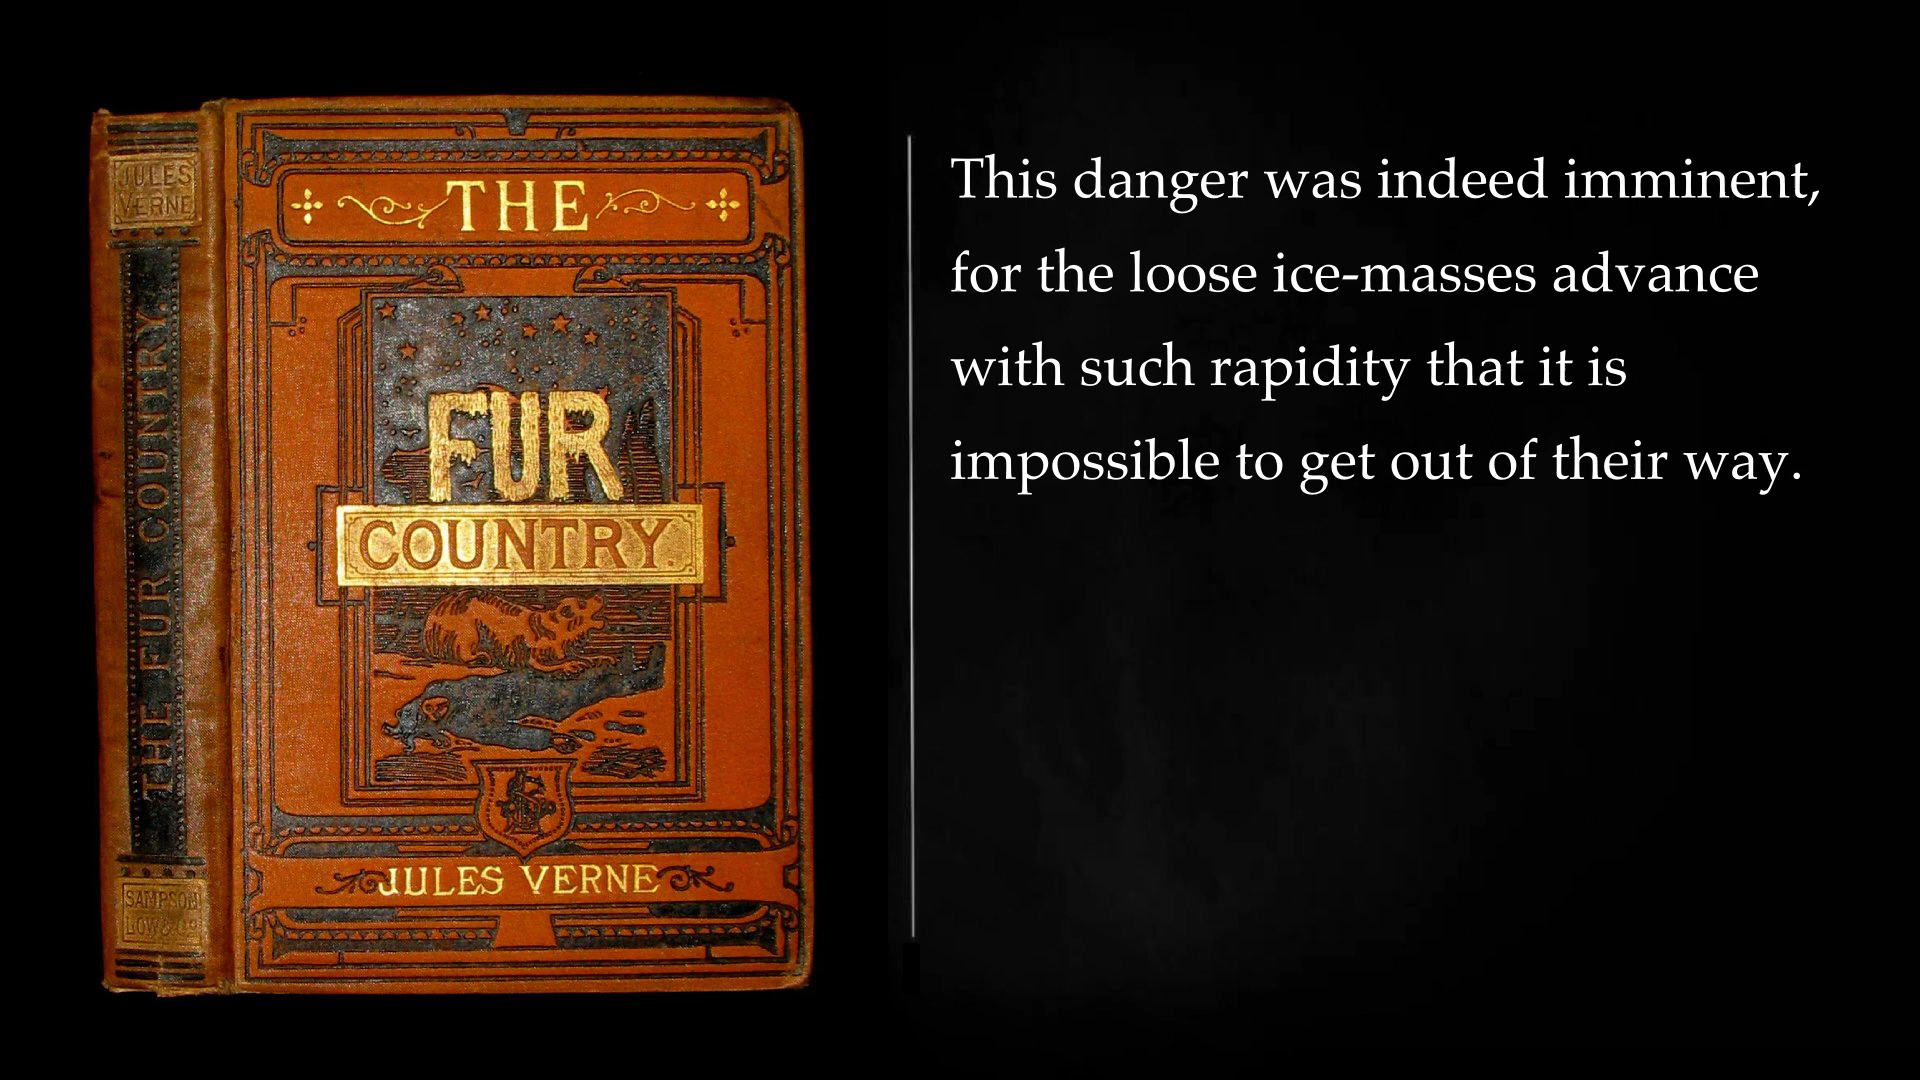 JULES
VERNE
THE FUR COUNTRY.
SAMPSON
LOW & Co
THE
FUR
COUNTRY.
JULES VERNE
This danger was indeed imminent,
for the loose ice-masses advance
with such rapidity that it is
impossible to get out of their way.